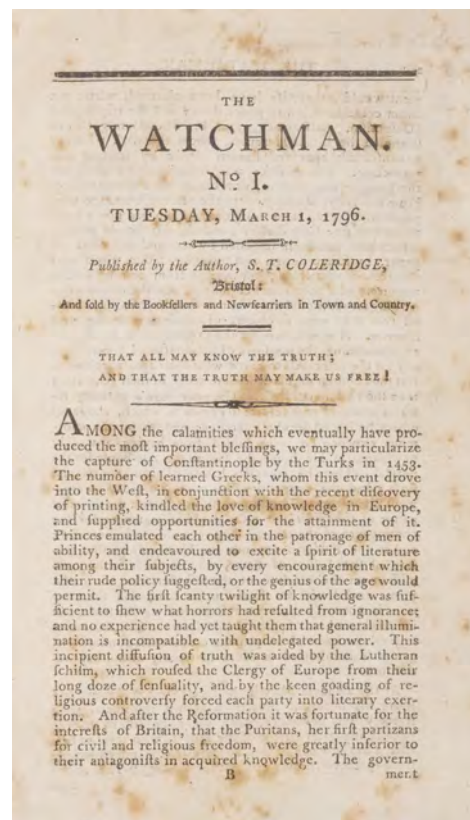 THE
WATCHMAN.
No. I.
TUESDAY, MARCH 1, 1796.
Publiſhed by the Author, S. T. COLERIDGE,
Briſtol:
And ſold by the Bookſellers and Newſcarriers in Town and Country.
THAT ALL MAY KNOW THE TRUTH;
AND THAT THE TRUTH MAY MAKE US FREE!
AMONG the calamities which eventually have pro-
duced the moſt important bleſſings, we may particularize
the capture of Conſtantinople by the Turks in 1453.
The number of learned Greeks, whom this event drove
into the Weſt, in conjunction with the recent diſcovery
of printing, kindled the love of knowledge in Europe,
and ſupplied opportunities for the attainment of it.
Princes emulated each other in the patronage of men of
ability, and endeavoured to excite a ſpirit of literature
among their ſubjects, by every encouragement which
their rude policy ſuggeſted, or the genius of the age would
permit. The firſt ſcanty twilight of knowledge was ſuf-
ficient to ſhew what horrors had reſulted from ignorance;
and no experience had yet taught them that general illumi-
nation is incompatible with undelegated power. This
incipient diffuſion of truth was aided by the Lutheran
ſchiſm, which rouſed the Clergy of Europe from their
long doze of ſenſuality, and by the keen goading of re-
ligious controverſy forced each party into literary exer-
tion. And after the Reformation it was fortunate for the
intereſts of Britain, that the Puritans, her firſt partizans
for civil and religious freedom, were greatly inferior to
their antagoniſts in acquired knowledge. The govern-
B ment